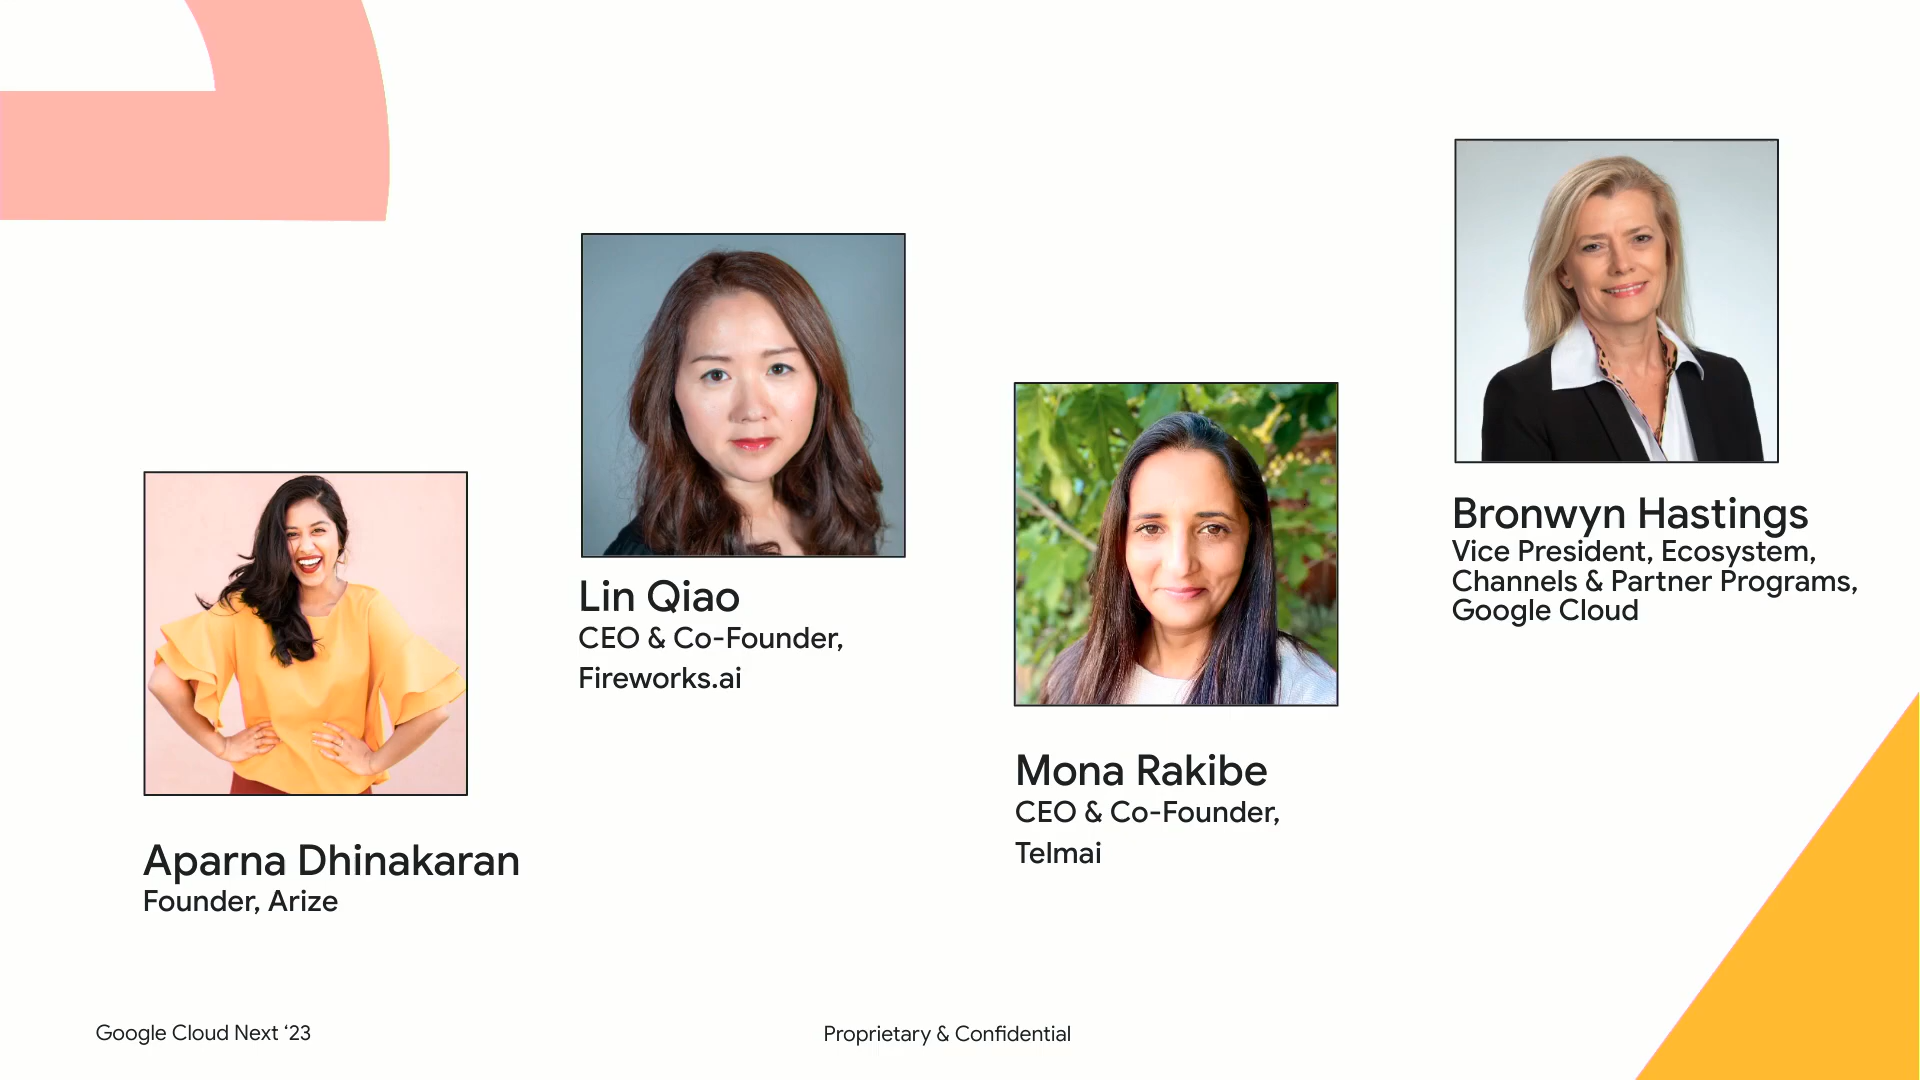 Aparna Dhinakaran
Founder, Arize
Lin Qiao
CEO & Co-Founder,
Fireworks.ai
Mona Rakibe
CEO & Co-Founder,
Telmai
Bronwyn Hastings
Vice President, Ecosystem,
Channels & Partner Programs,
Google Cloud
Google Cloud Next ‘23
Proprietary & Confidential